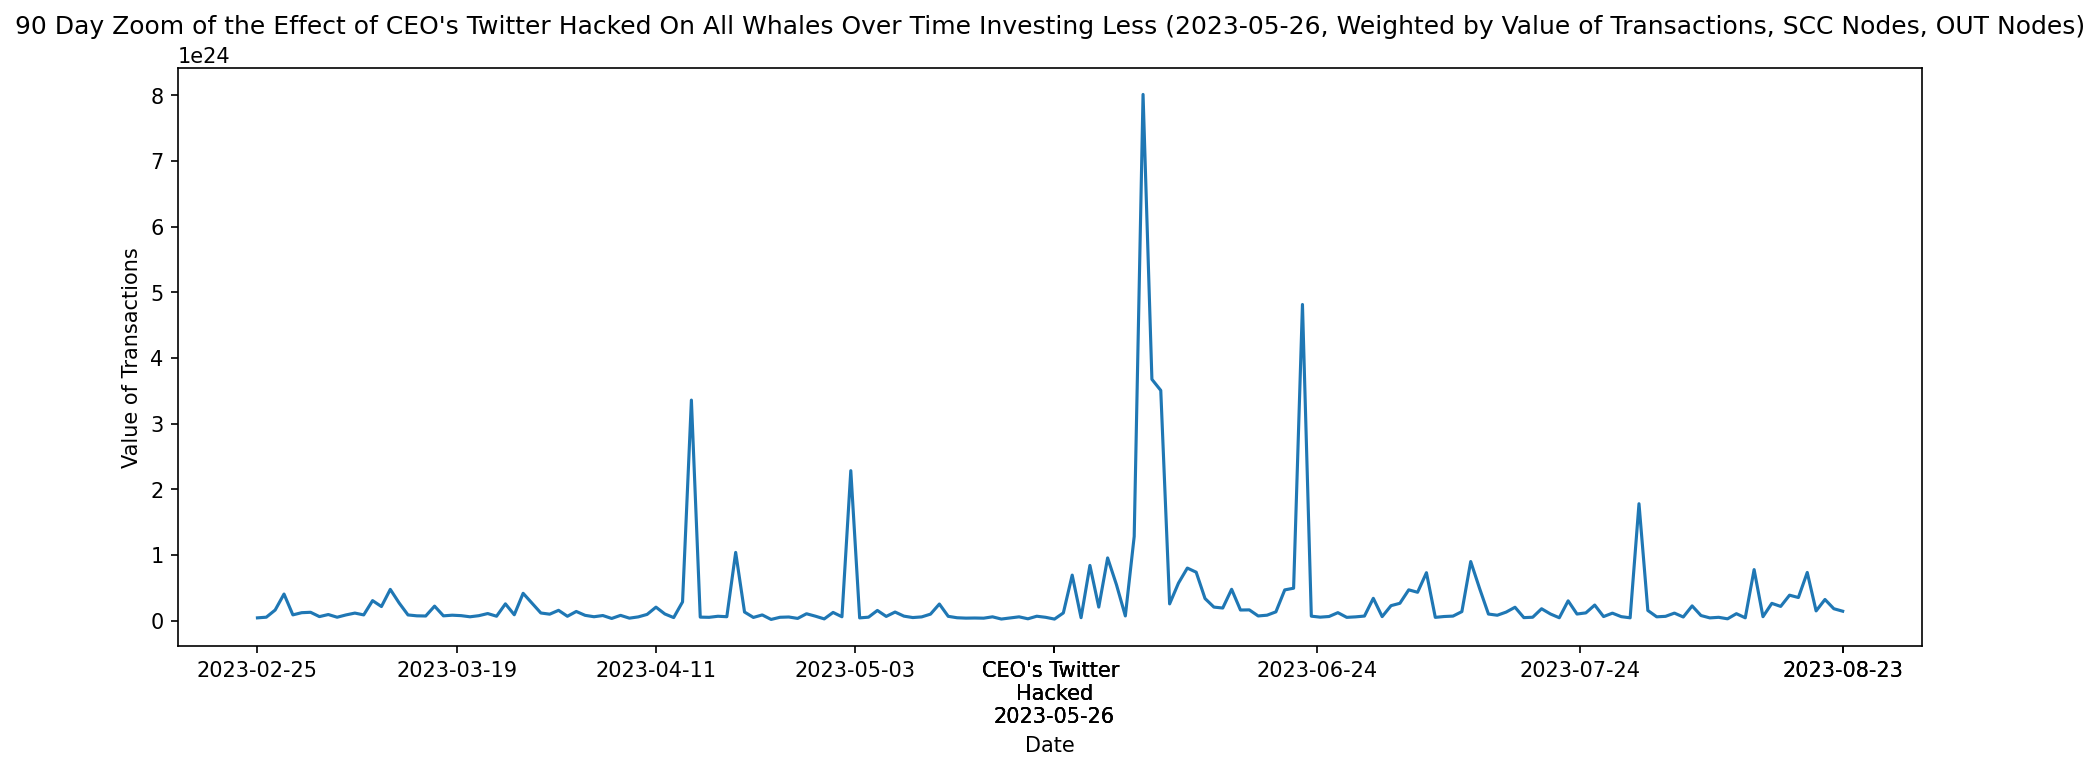 90 Day Zoom of the Effect of CEO's Twitter Hacked On All Whales Over Time Investing Less (2023-05-26, Weighted by Value of Transactions, SCC Nodes, OUT Nodes)
1e24
8
7
6
5
4
3
2
1
0
Value of Transactions
2023-02-25
2023-03-19
2023-04-11
2023-05-03
CEO's Twitter
Hacked
2023-05-26
2023-06-24
2023-07-24
2023-08-23
Date